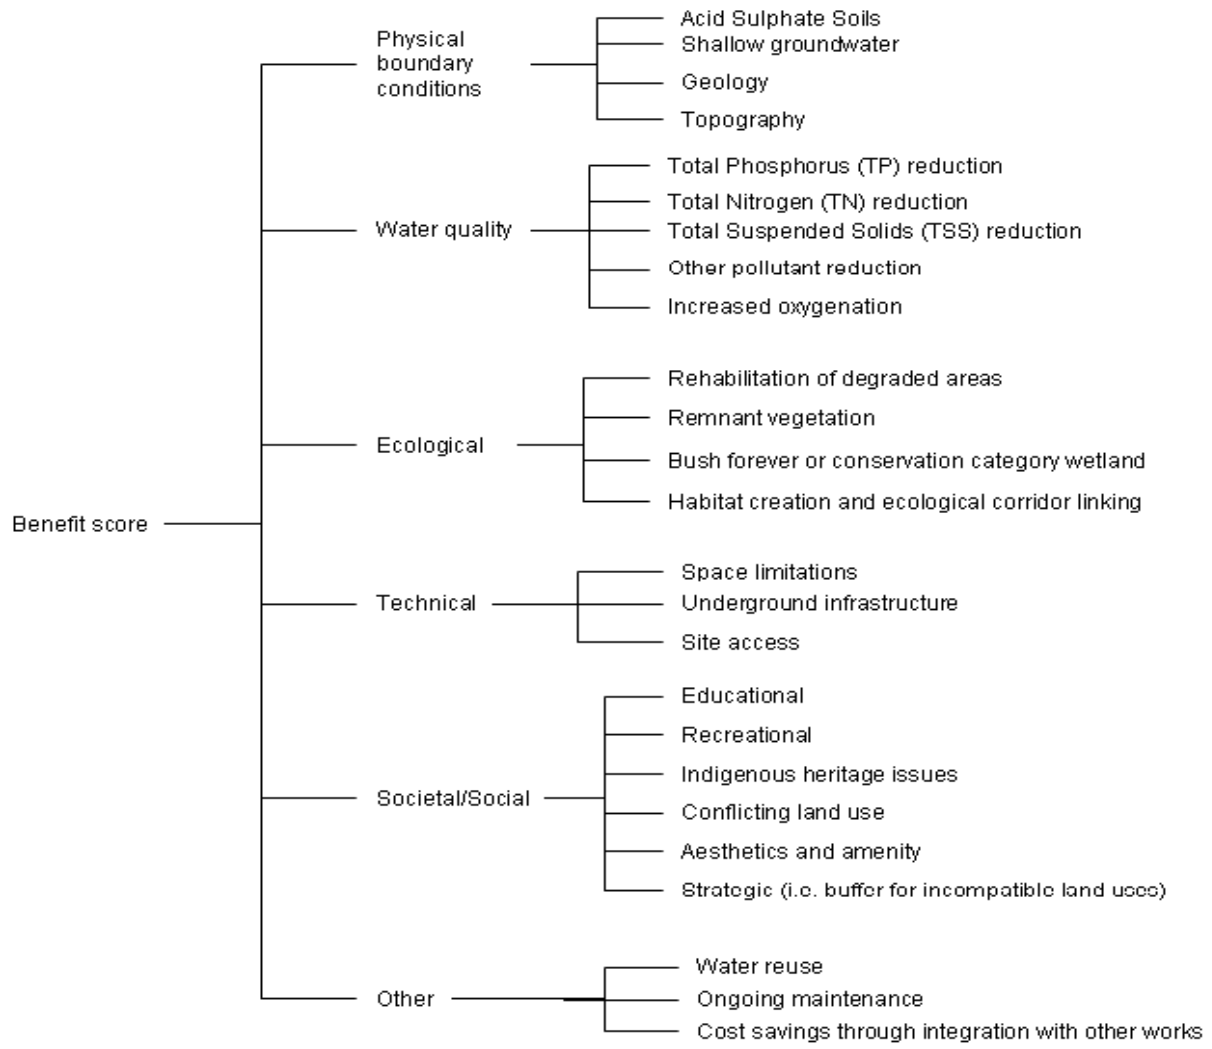 Benefit score
Physical
boundary
conditions
Acid Sulphate Soils
Shallow groundwater
Geology
Topography
Water quality
Total Phosphorus (TP) reduction
Total Nitrogen (TN) reduction
Total Suspended Solids (TSS) reduction
Other pollutant reduction
Increased oxygenation
Ecological
Rehabilitation of degraded areas
Remnant vegetation
Bush forever or conservation category wetland
Habitat creation and ecological corridor linking
Technical
Space limitations
Underground infrastructure
Site access
Societal/Social
Educational
Recreational
Indigenous heritage issues
Conflicting land use
Aesthetics and amenity
Strategic (i.e. buffer for incompatible land uses)
Other
Water reuse
Ongoing maintenance
Cost savings through integration with other works